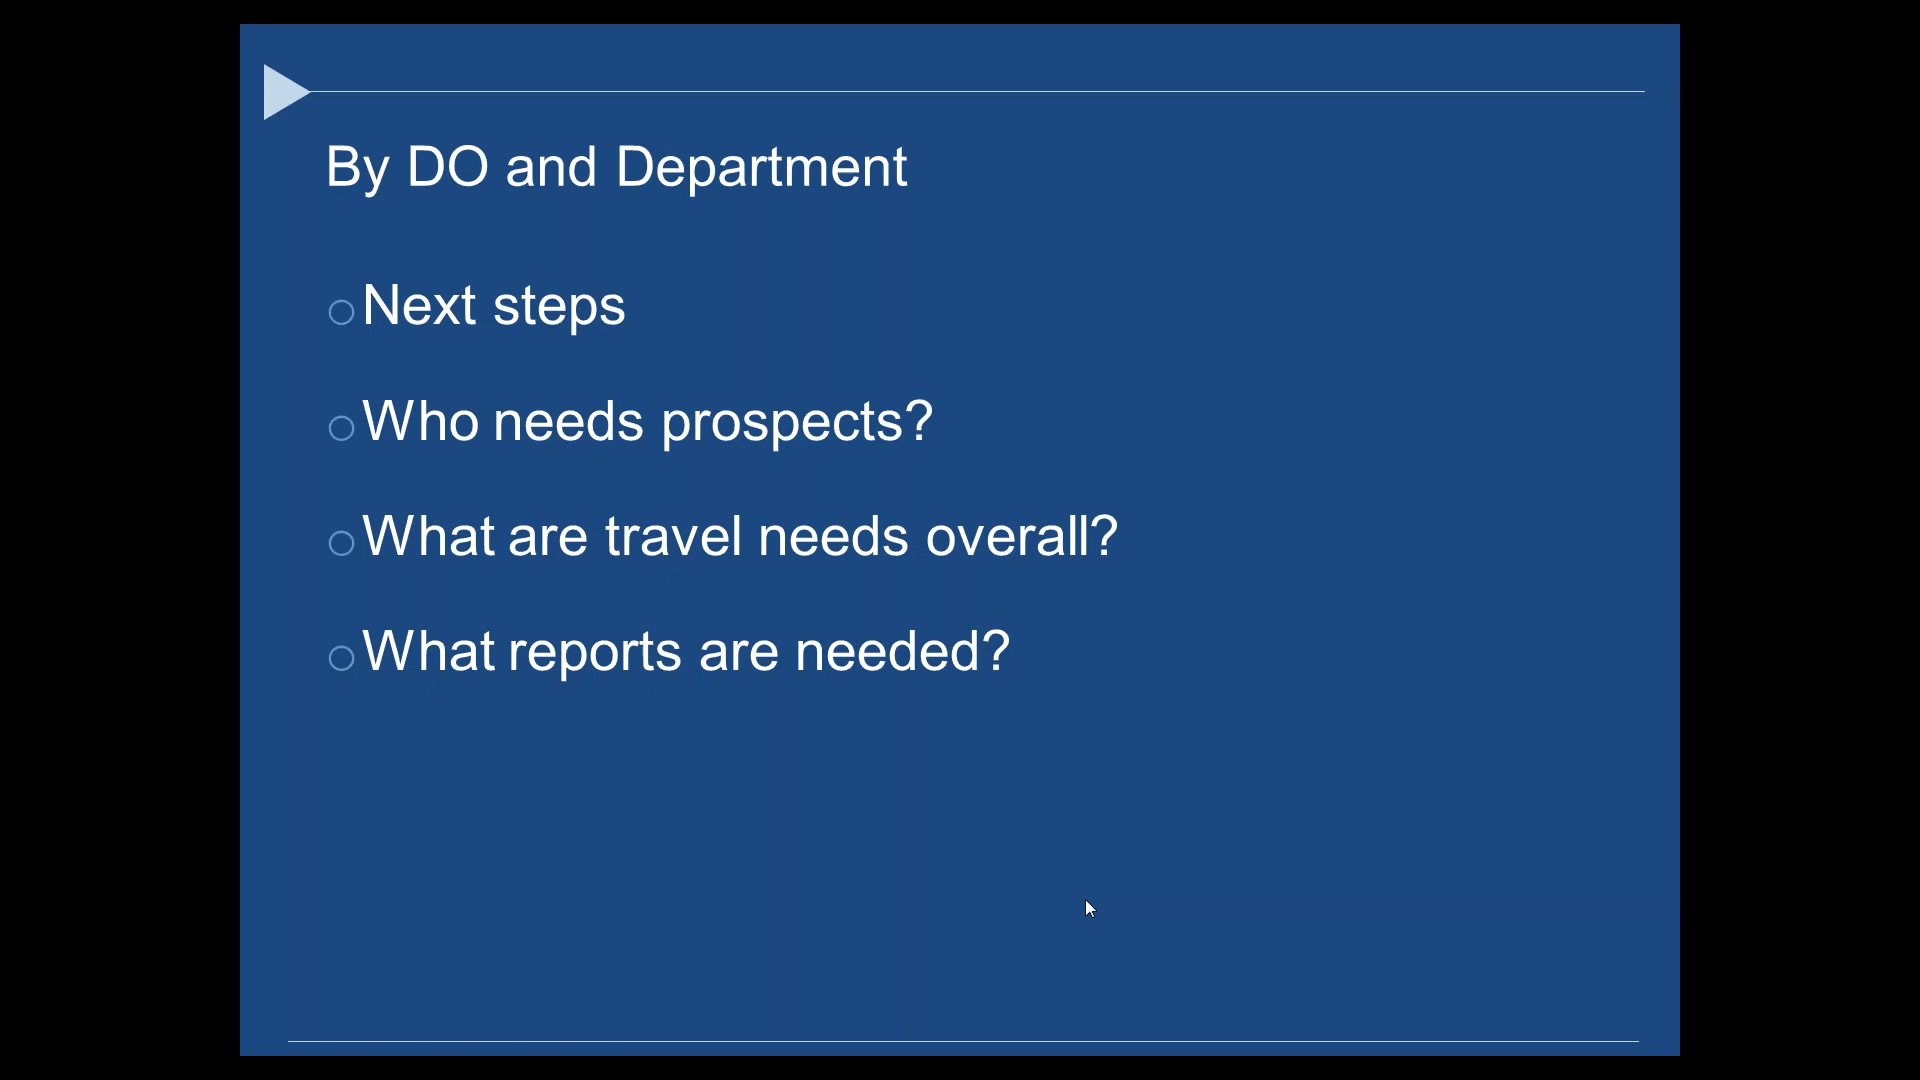 By DO and Department
Next steps
Who needs prospects?
What are travel needs overall?
What reports are needed?